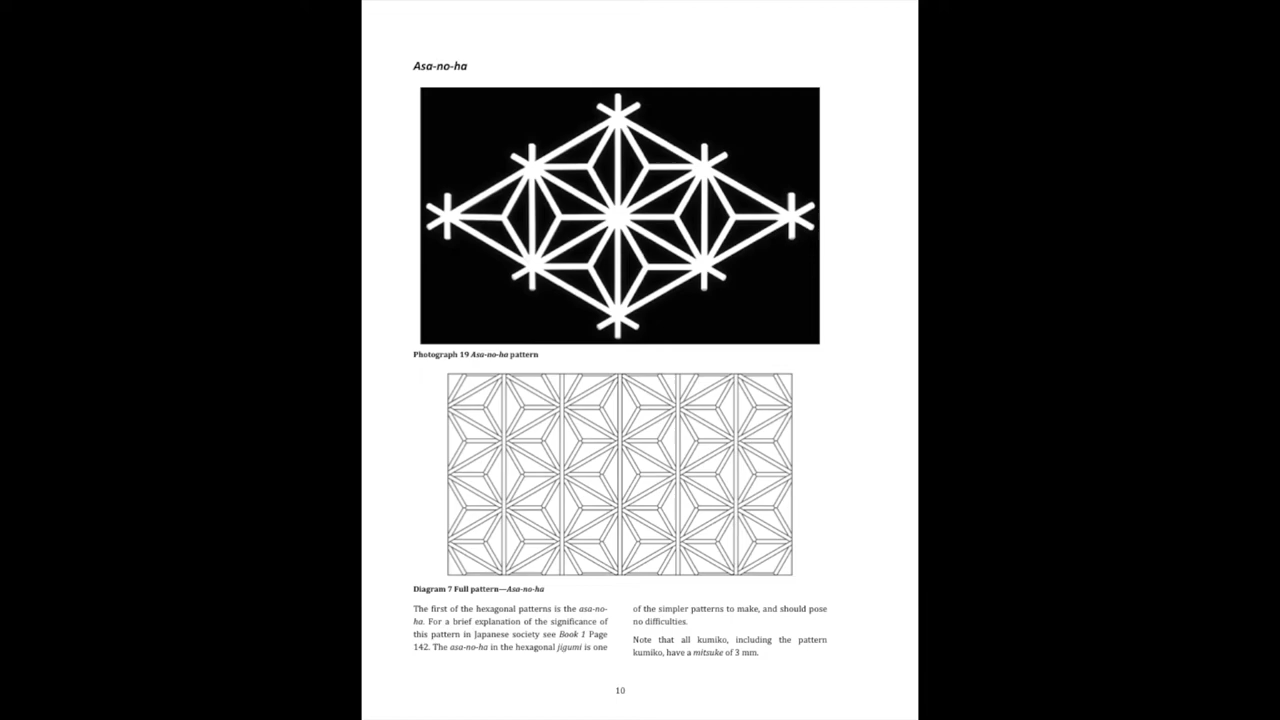 Asa-no-ha
Photograph 19 Asa-no-ha pattern
Diagram 7 Full pattern—Asa-no-ha
The first of the hexagonal patterns is the asa-no-
ha. For a brief explanation of the significance of
this pattern in Japanese society see Book 1 Page
142. The asa-no-ha in the hexagonal jigumi is one
of the simpler patterns to make, and should pose
no difficulties.
Note that all kumiko, including the pattern
kumiko, have a mitsuke of 3 mm.
10